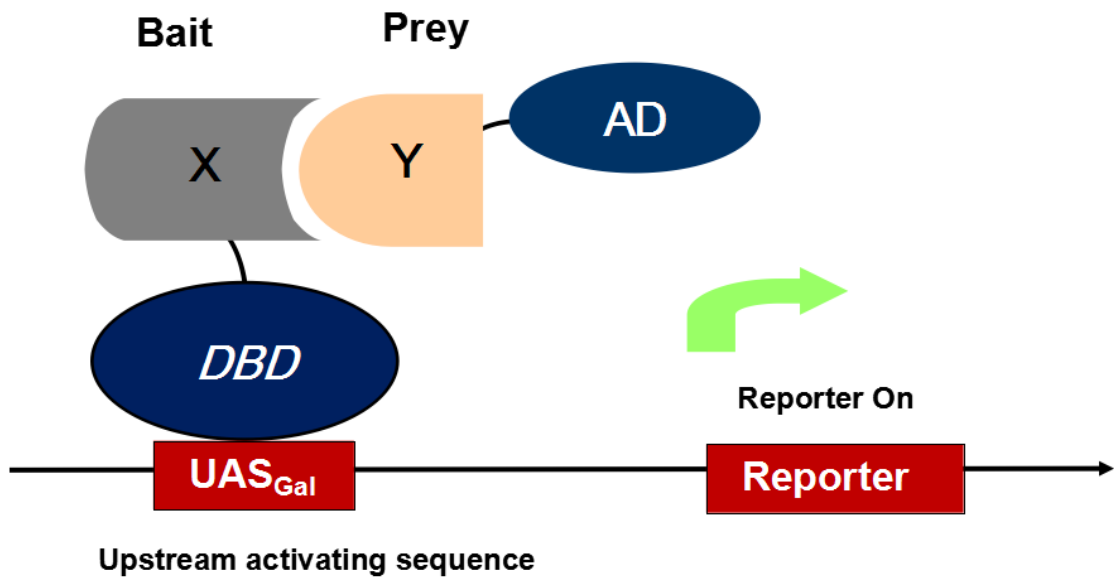 Bait
Prey
X
Y
AD
DBD
Reporter On
UASGal
Reporter
Upstream activating sequence